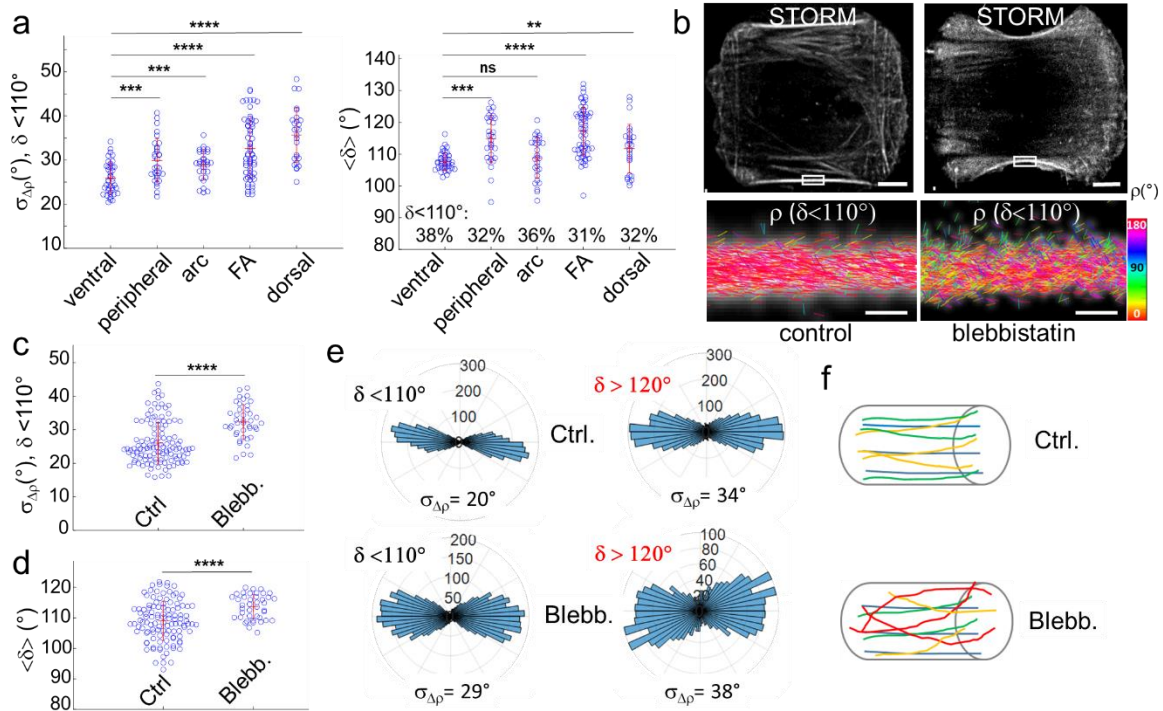 a
σΔρ(°), δ <110°
50
40
30
20
10
****
****
***
***
ventral
peripheral
arc
FA
dorsal
<δ> (°)
140
130
120
110
100
90
80
**
****
ns
***
δ<110°:
38% 32% 36% 31% 32%
ventral
peripheral
arc
FA
dorsal
b
STORM
STORM
ρ(°)
ρ (δ<110°)
ρ (δ<110°)
180
90
0
control
blebbistatin
c
σΔρ(°), δ <110°
50
40
30
20
10
0
****
Ctrl
Blebb.
d
<δ> (°)
120
110
100
90
80
****
Ctrl
Blebb.
e
δ <110°
300
200
100
σΔρ= 20°
Ctrl.
δ > 120°
300
200
100
σΔρ= 34°
δ <110°
200
150
100
50
σΔρ= 29°
Blebb.
δ > 120°
100
80
60
40
20
σΔρ= 38°
f
Ctrl.
Blebb.